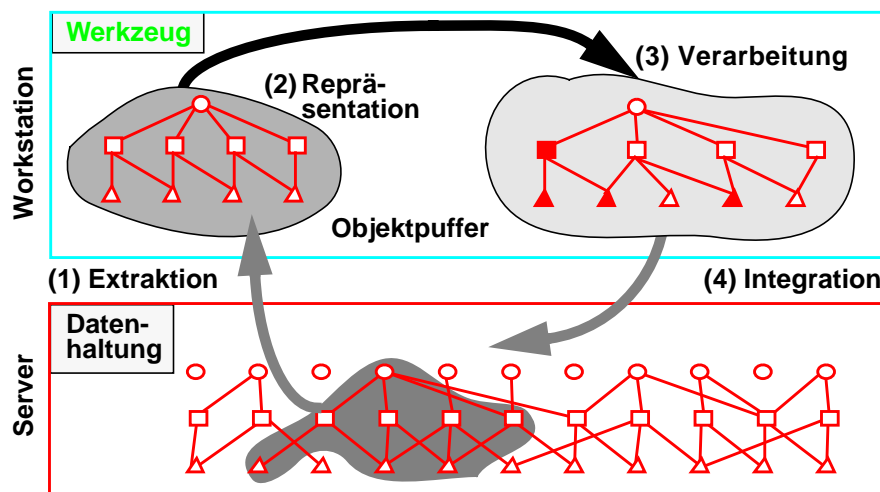 Werkzeug
(3) Verarbeitung
(2) Reprä-
sentation
Workstation
Objektpuffer
(1) Extraktion
(4) Integration
Daten-
haltung
Server